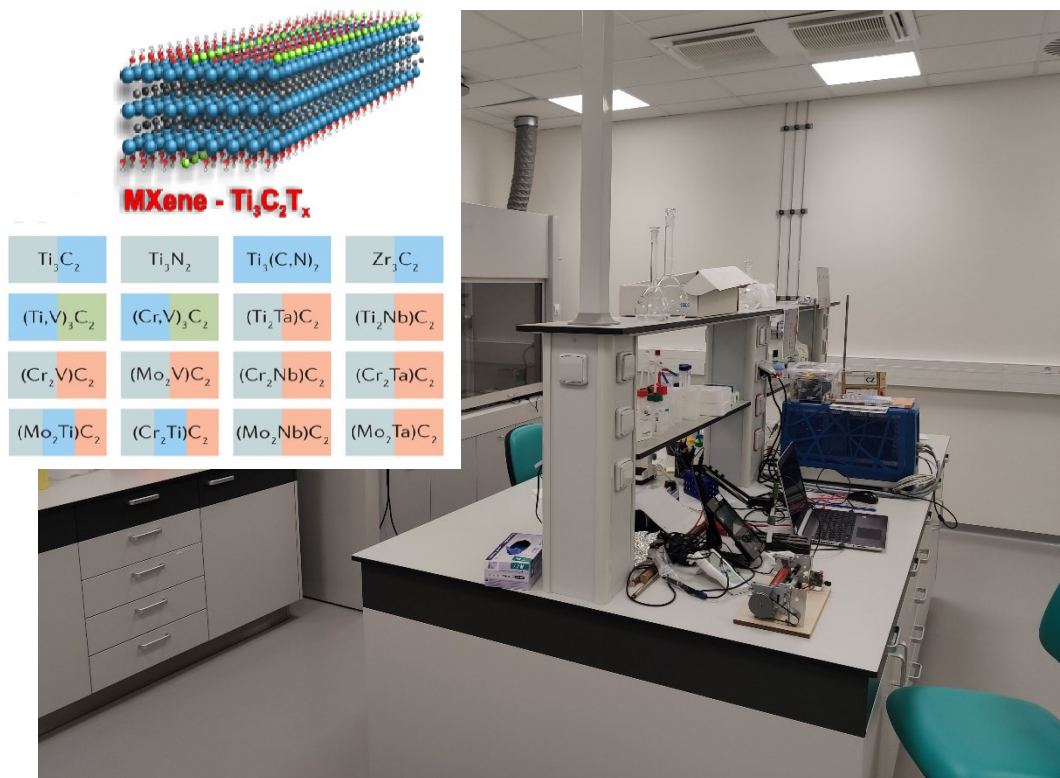 MXene - Ti₃C₂Tₓ
Ti₃C₂ Ti₃N₂ Ti₃(C,N)₂ Zr₃C₂
(Ti,V)₃C₂ (Cr,V)₃C₂ (Ti₂Ta)C₂ (Ti₂Nb)C₂
(Cr₂V)C₂ (Mo₂V)C₂ (Cr₂Nb)C₂ (Cr₂Ta)C₂
(Mo₂Ti)C₂ (Cr₂Ti)C₂ (Mo₂Nb)C₂ (Mo₂Ta)C₂